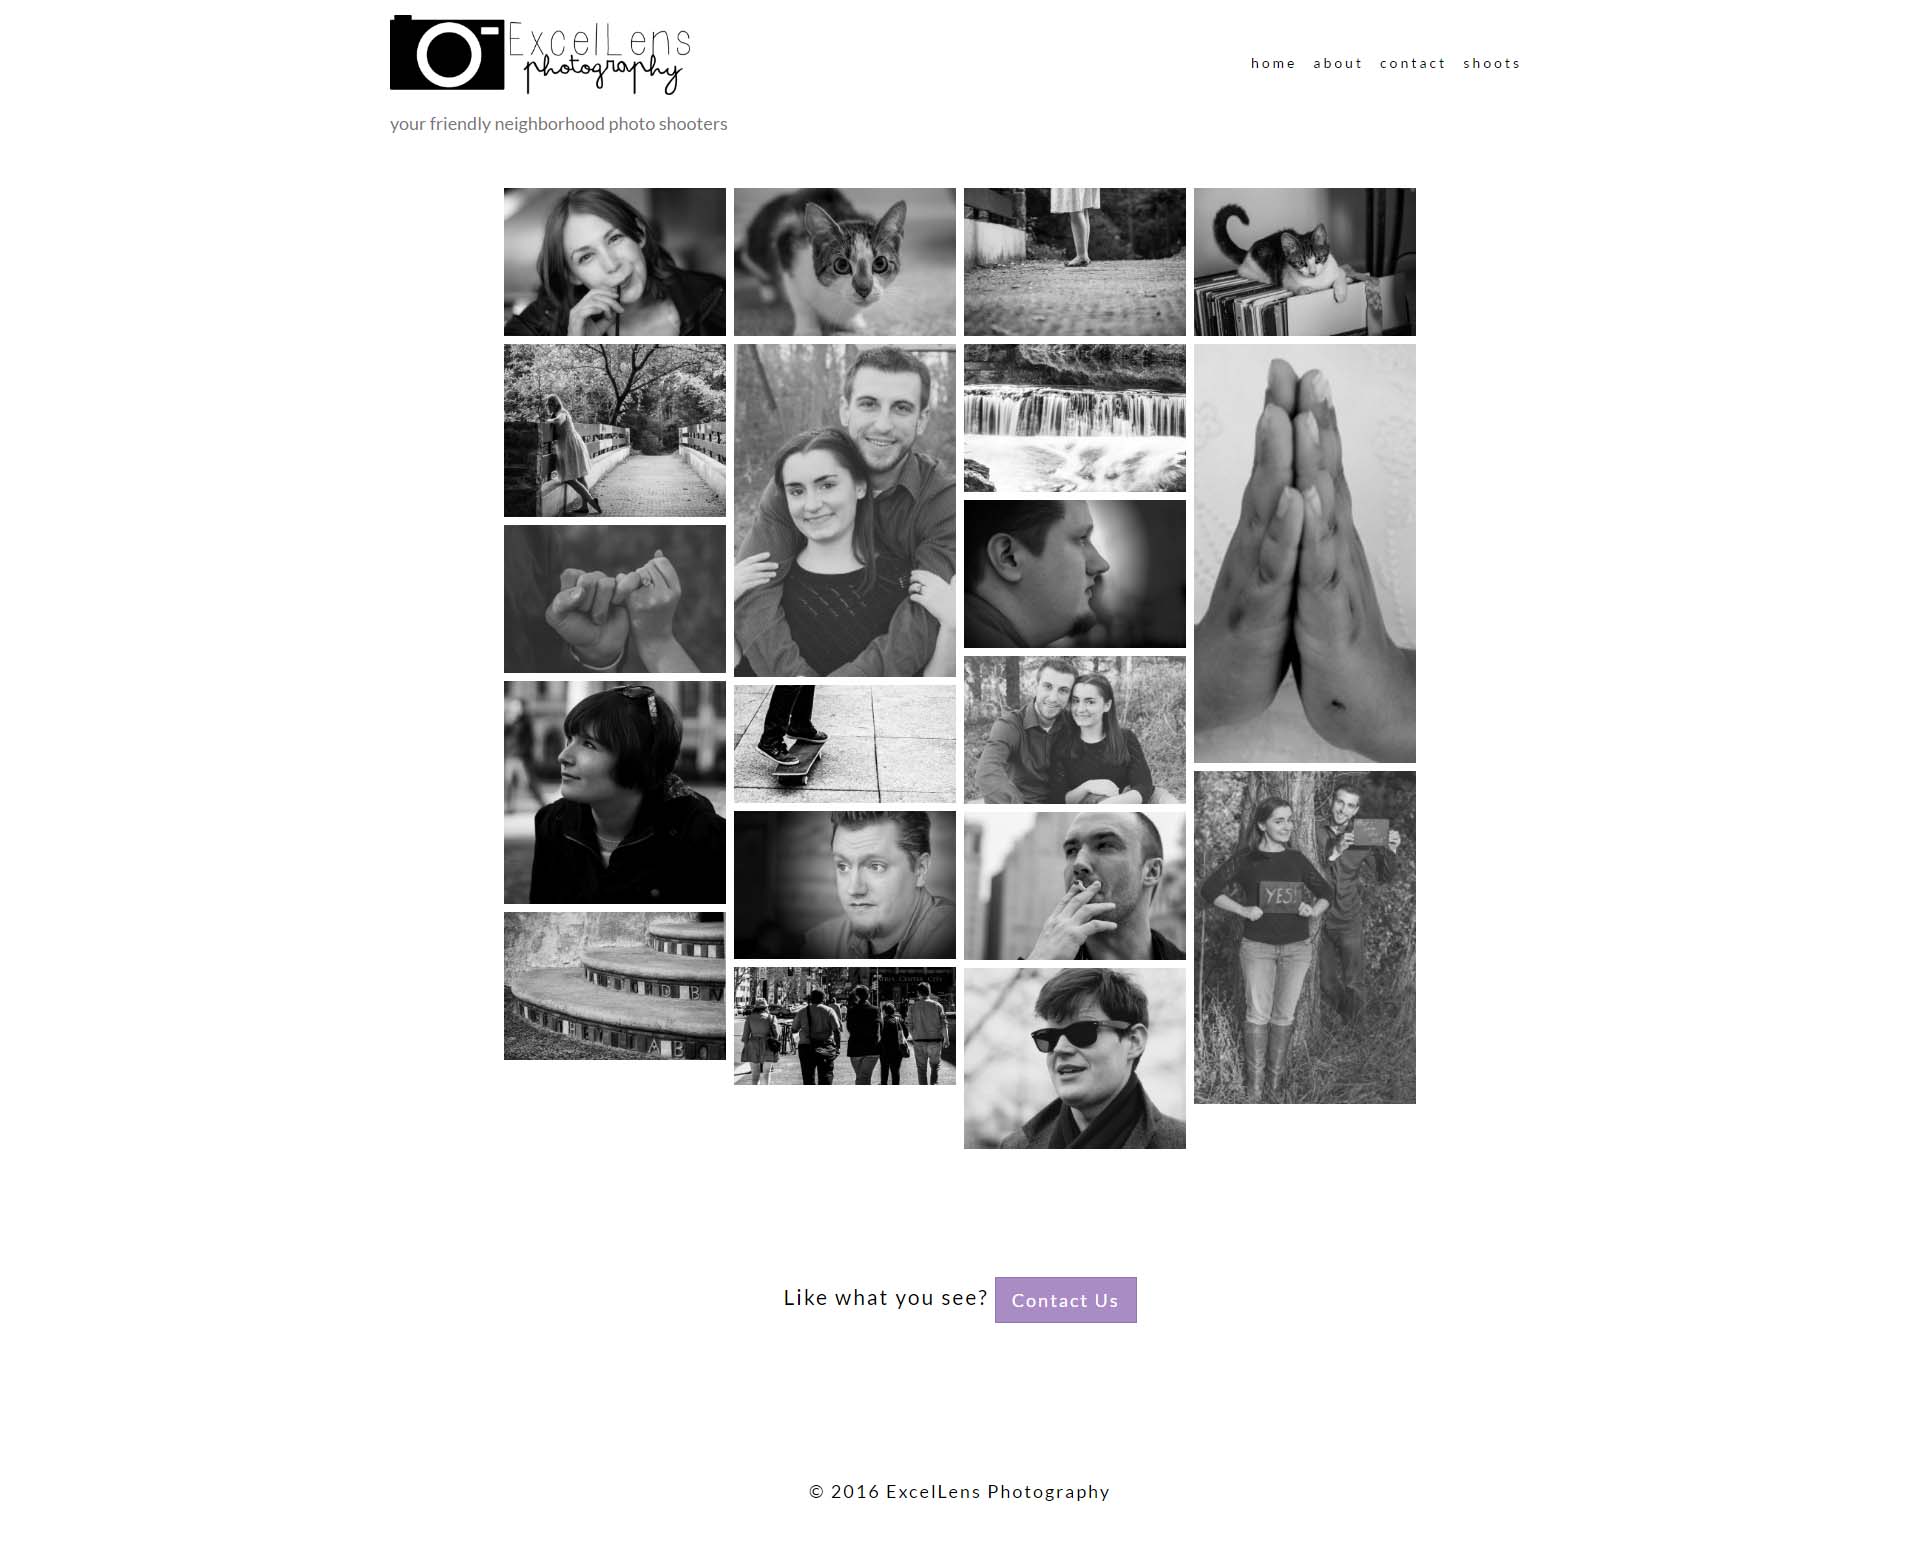 ExcelLens
photography
home about contact shoots
your friendly neighborhood photo shooters
YES!
Like what you see? Contact Us
© 2016 ExcelLens Photography